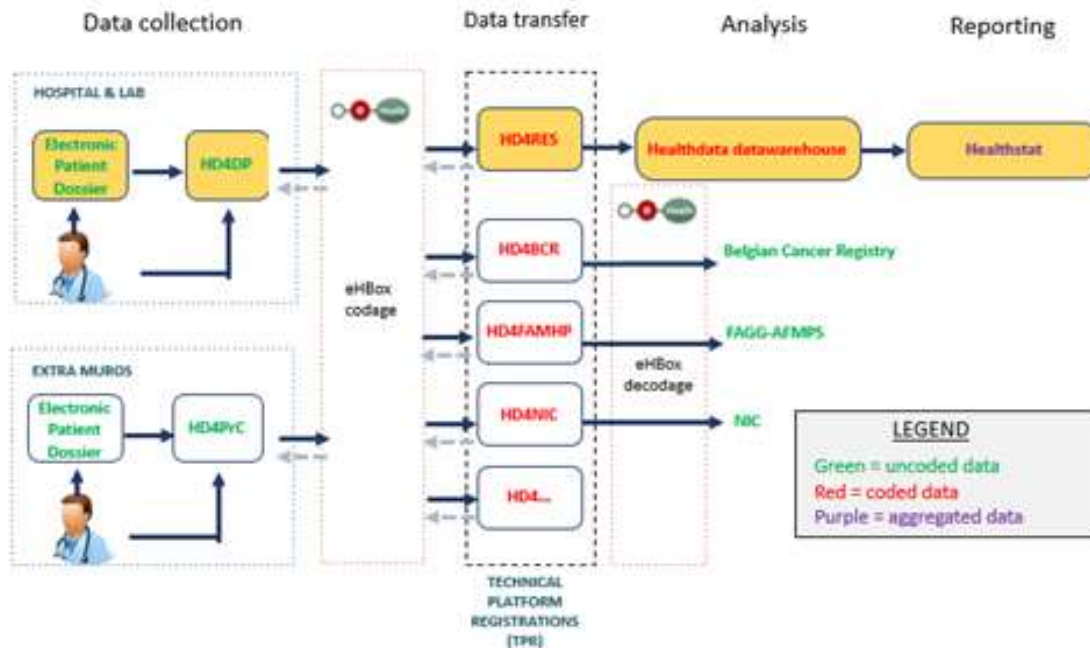 Data collection
Data transfer
Analysis
Reporting
HOSPITAL & LAB
Electronic
Patient
Dossier
HD4DP
eHBox
codage
HD4RES
Healthdata datawarehouse
Healthstat
HD4BCR
Belgian Cancer Registry
HD4FAMHP
FAGG-AFMPS
eHBox
decodage
HD4NIC
NIC
HD4...
EXTRA MUROS
Electronic
Patient
Dossier
HD4PrC
TECHNICAL
PLATFORM
REGISTRATIONS
(TPR)
LEGEND
Green = uncoded data
Red = coded data
Purple = aggregated data